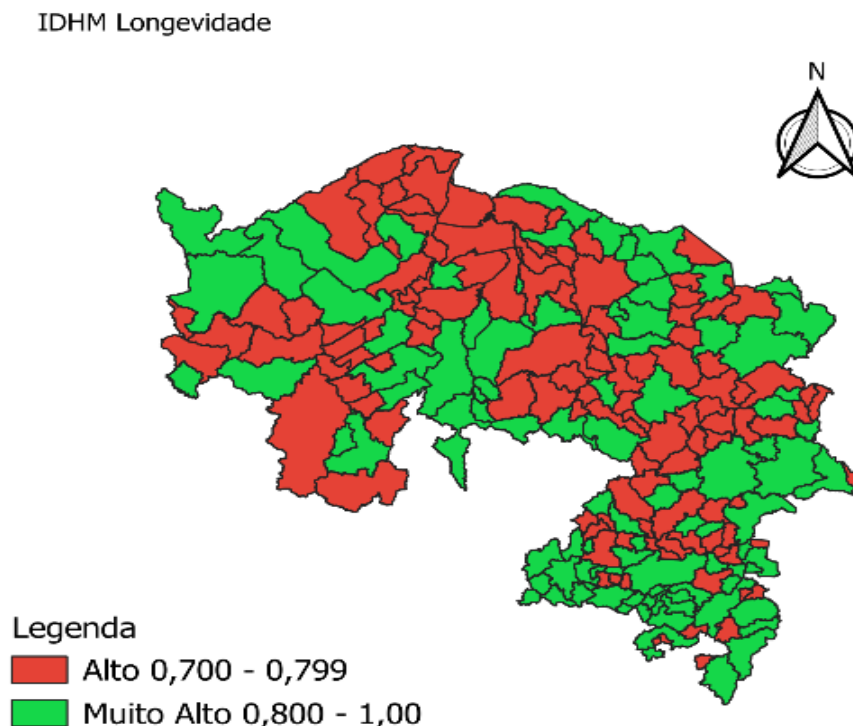 IDHM Longevidade
N
Legenda
Alto 0,700 - 0,799
Muito Alto 0,800 - 1,00